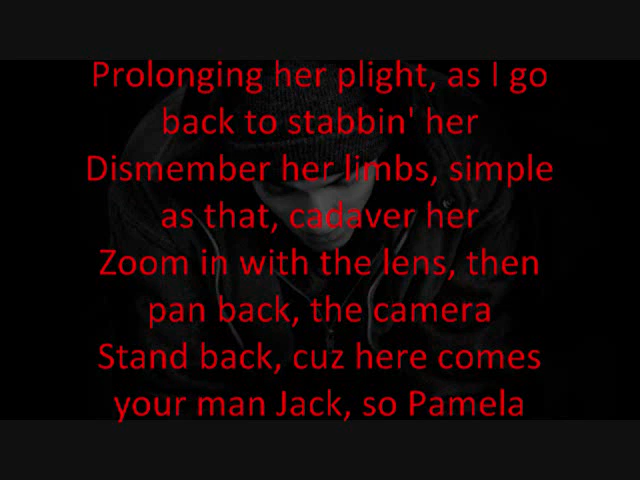 Prolonging her plight, as I go
back to stabbin' her
Dismember her limbs, simple
as that, cadaver her
Zoom in with the lens, then
pan back, the camera
Stand back, cuz here comes
your man Jack, so Pamela